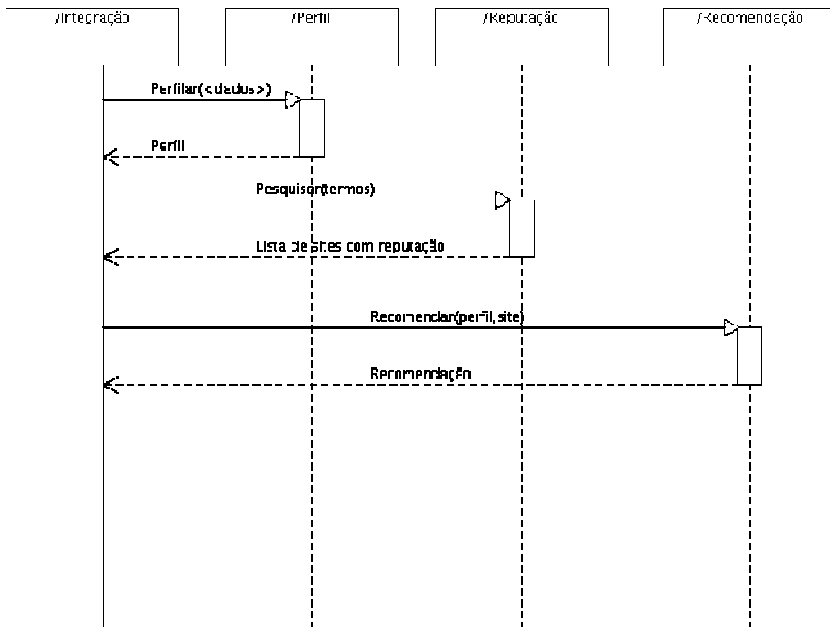 /Integração
/Perfil
/Reputação
/Recomendação
Perfilar(<dados>)
Perfil
Pesquisar(termos)
Lista de sites com reputação
Recomendar(perfil,site)
Recomendação